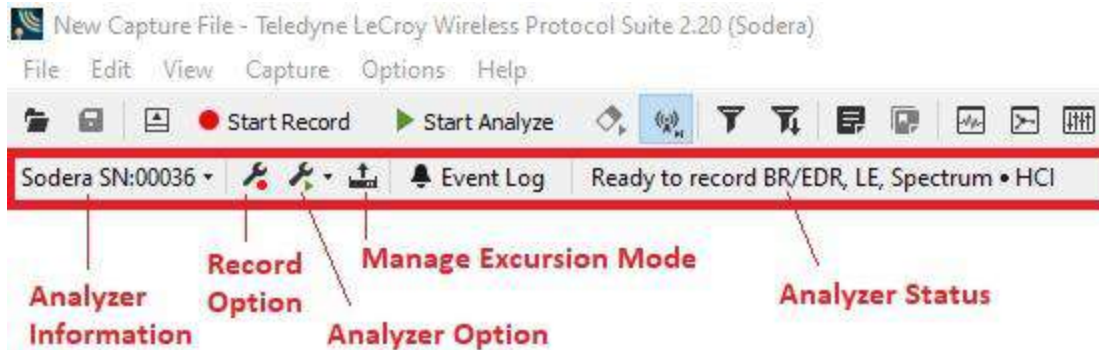 New Capture File - Teledyne LeCroy Wireless Protocol Suite 2.20 (Sodera)
File Edit View Capture Options Help
Start Record Start Analyze
Sodera SN:00036 Event Log Ready to record BR/EDR, LE, Spectrum • HCI
Record Option
Manage Excursion Mode
Analyzer Information
Analyzer Option
Analyzer Status